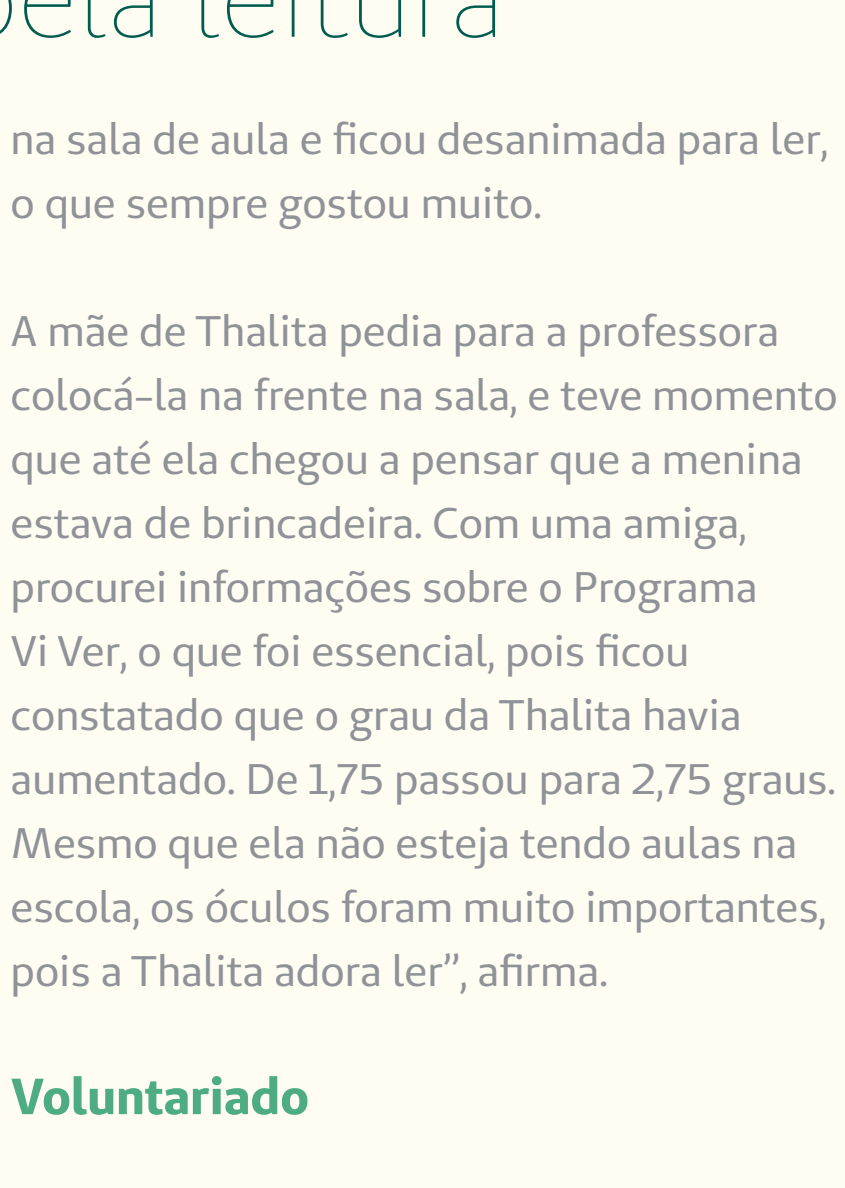 pela leitura
na sala de aula e ficou desanimada para ler,
o que sempre gostou muito.
A mãe de Thalita pedia para a professora
colocá-la na frente na sala, e teve momento
que até ela chegou a pensar que a menina
estava de brincadeira. Com uma amiga,
procurei informações sobre o Programa
Vi Ver, o que foi essencial, pois ficou
constatado que o grau da Thalita havia
aumentado. De 1,75 passou para 2,75 graus.
Mesmo que ela não esteja tendo aulas na
escola, os óculos foram muito importantes,
pois a Thalita adora ler”, afirma.
Voluntariado